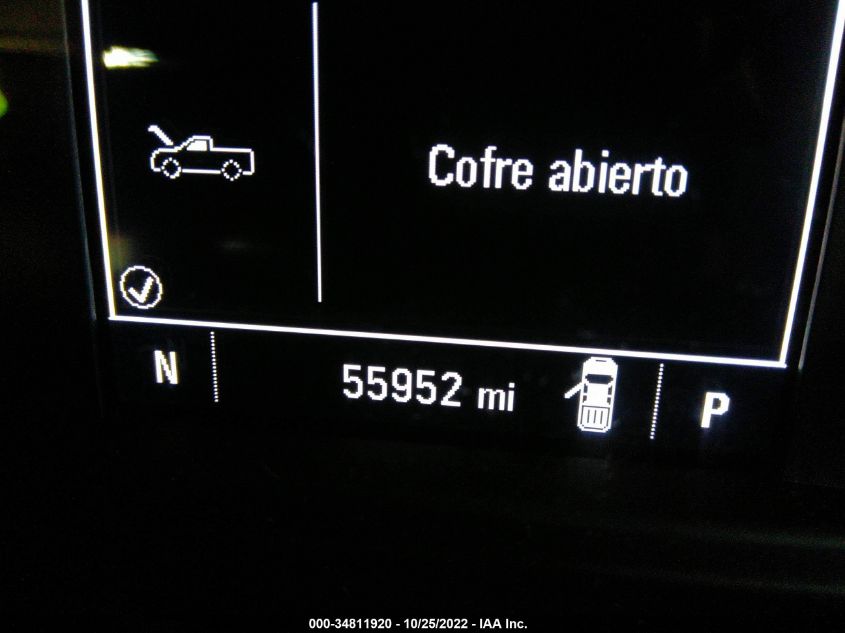 Cofre abierto
N 55952 mi P
000-34811920 - 10/25/2022 - IAA Inc.